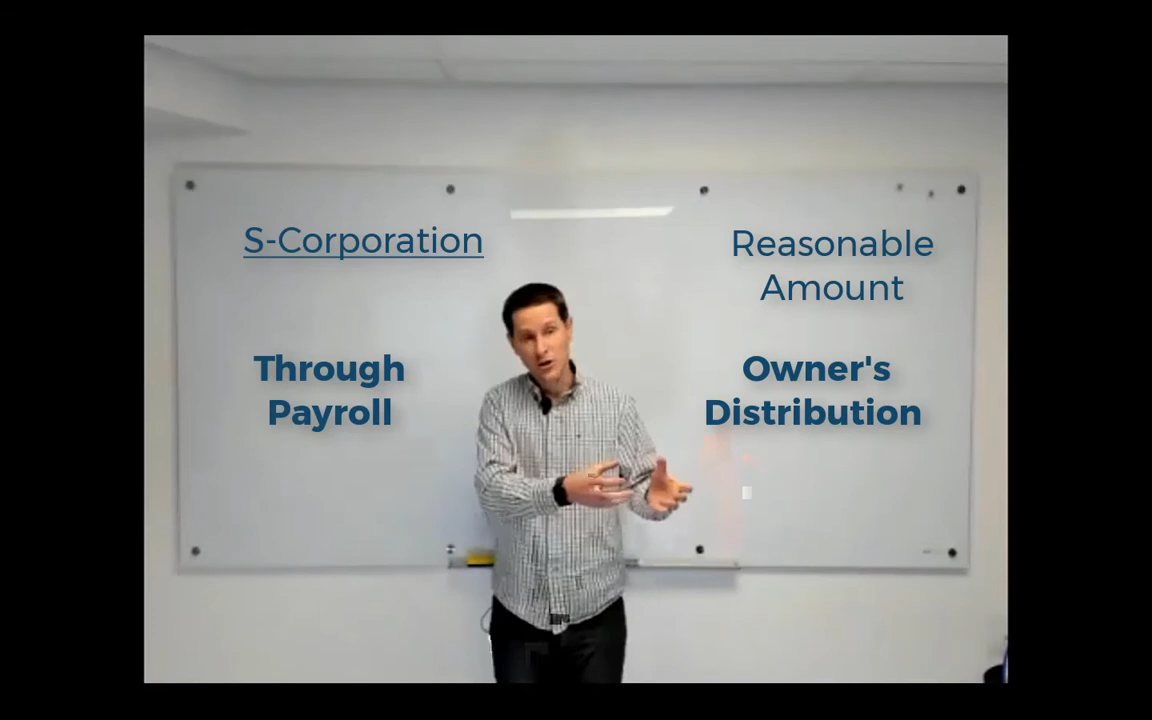 S-Corporation
Reasonable
Amount
Through
Payroll
Owner's
Distribution